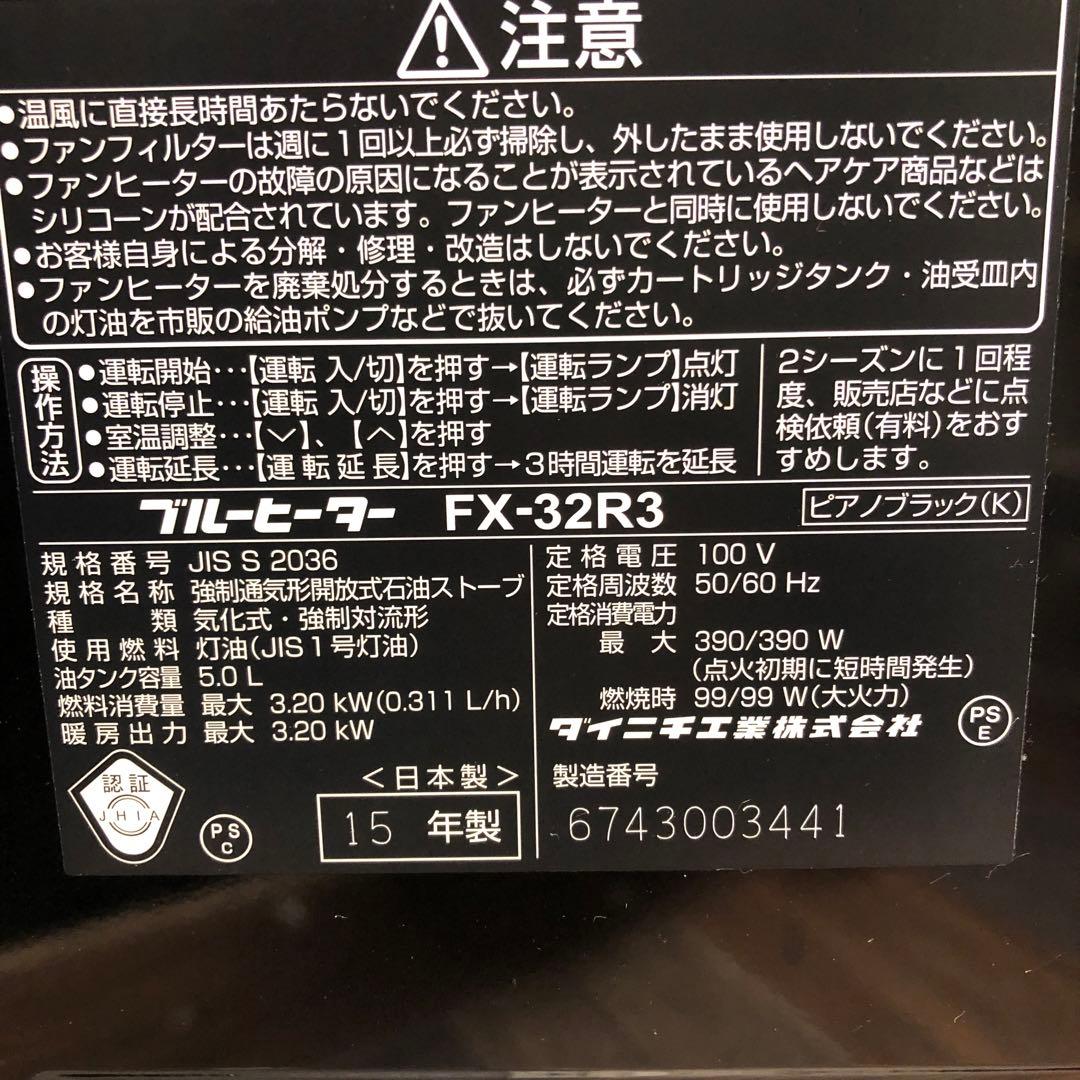 注意
●温風に直接長時間あたらないでください。
●ファンフィルターは週に1回以上必ず掃除し、外したまま使用しないでください。
●ファンヒーターの故障の原因になることが表示されているヘアケア商品などは
シリコーンが配合されています。ファンヒーターと同時に使用しないでください。
●お客様自身による分解・修理・改造はしないでください。
●ファンヒーターを廃棄処分するときは、必ずカートリッジタンク・油受皿内
の灯油を市販の給油ポンプなどで抜いてください。
操作方法
●運転開始…【運転 入/切】を押す→【運転ランプ】点灯
●運転停止…【運転 入/切】を押す→【運転ランプ】消灯
●室温調整…【﹀】、【︿】を押す
●運転延長…【運転延長】を押す→3時間運転を延長
2シーズンに1回程
度、販売店などに点
検依頼(有料)をおす
すめします。
ブルーヒーター FX-32R3 ピアノブラック(K)
規格番号 JIS S 2036
規格名称 強制通気形開放式石油ストーブ
種類 気化式・強制対流形
使用燃料 灯油(JIS1号灯油)
油タンク容量 5.0 L
燃料消費量 最大 3.20 kW(0.311 L/h)
暖房出力 最大 3.20 kW
定格電圧 100 V
定格周波数 50/60 Hz
定格消費電力
最大 390/390 W
(点火初期に短時間発生)
燃焼時 99/99 W(大火力)
ダイニチ工業株式会社
PS E
認証
JHIA
PS C
<日本製>
15 年製
製造番号
6743003441